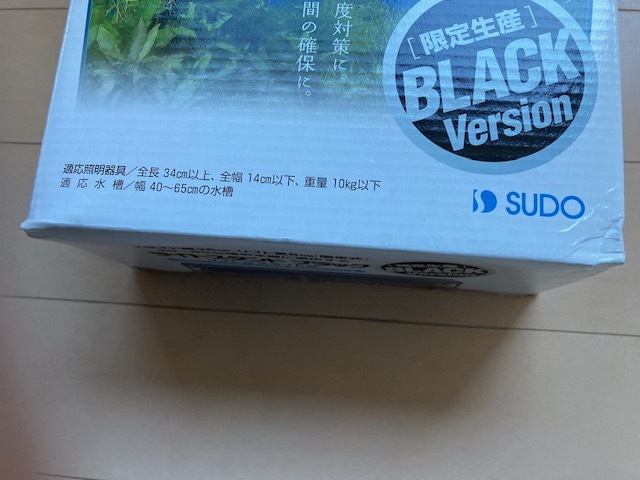 度対策に。
間の確保に。
[限定生産]
BLACK
Version
適応照明器具/全長 34cm以上、全幅 14cm以下、重量 10kg以下
適応水槽/幅 40〜65cmの水槽
SUDO
BLACK